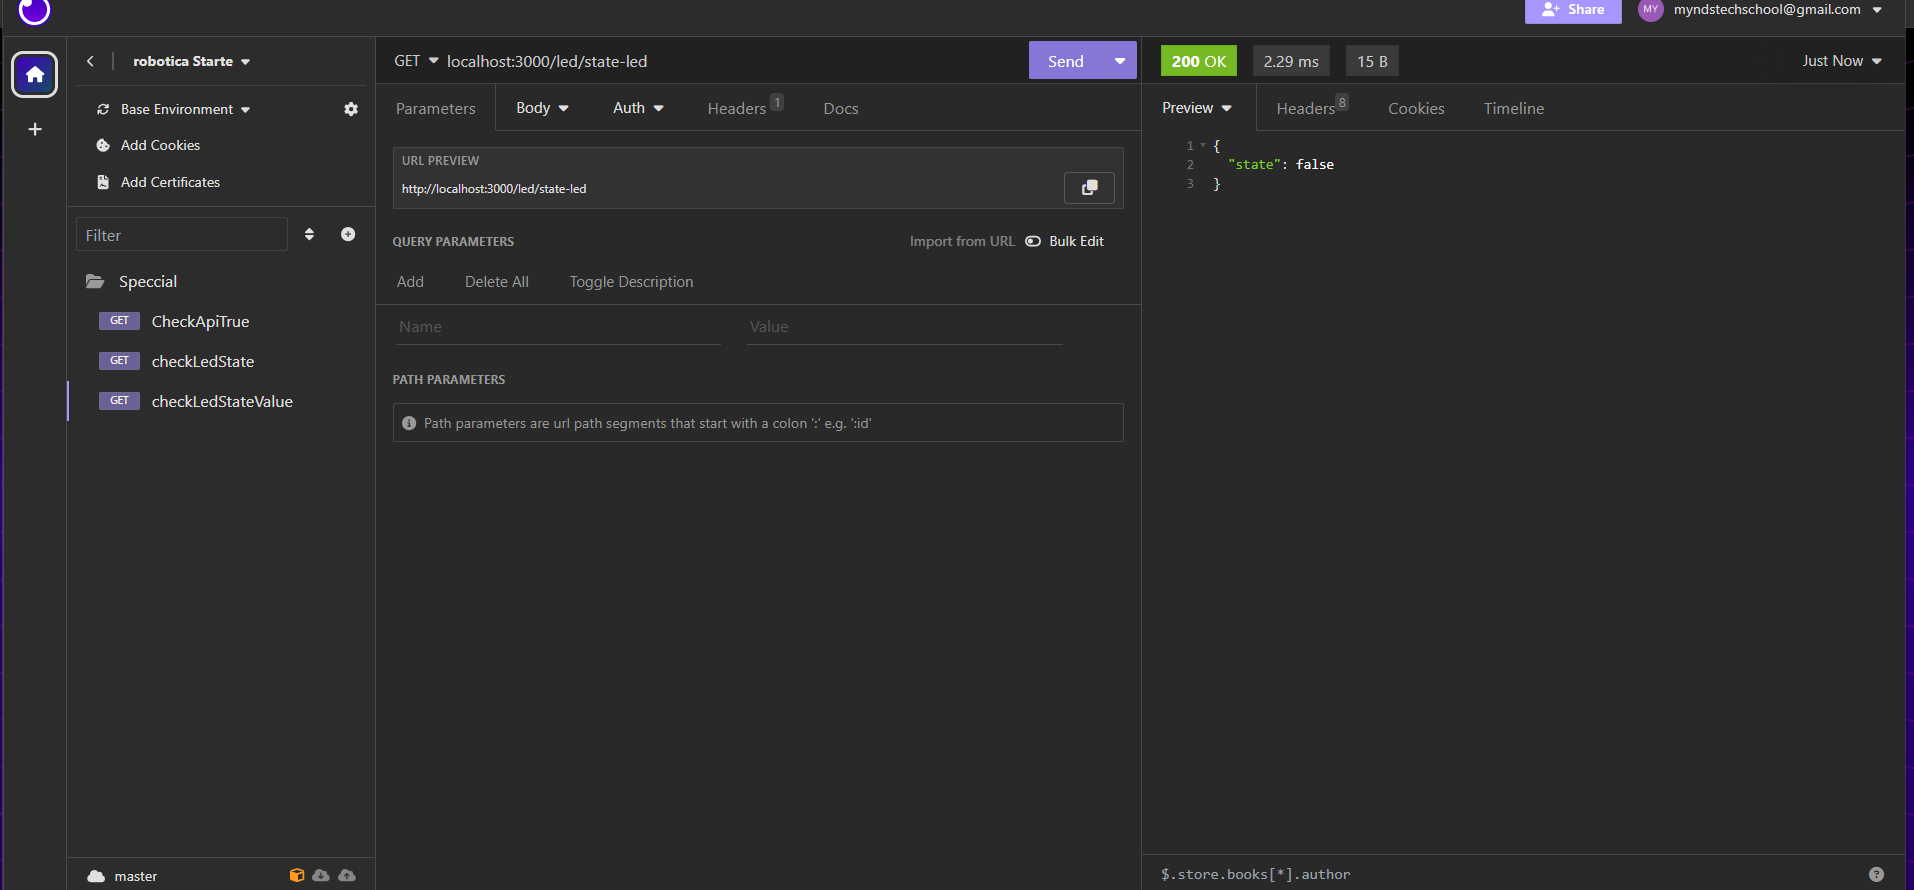 Share
MY
myndstechschool@gmail.com
robotica Starte
Base Environment
Add Cookies
Add Certificates
Filter
Speccial
GET CheckApiTrue
GET checkLedState
GET checkLedStateValue
master
GET localhost:3000/led/state-led
Send
Parameters
Body
Auth
Headers 1
Docs
URL PREVIEW
http://localhost:3000/led/state-led
QUERY PARAMETERS
Import from URL
Bulk Edit
Add
Delete All
Toggle Description
Name
Value
PATH PARAMETERS
Path parameters are url path segments that start with a colon ':' e.g. ':id'
200 OK
2.29 ms
15 B
Just Now
Preview
Headers 8
Cookies
Timeline
1 {
2 "state": false
3 }
$.store.books[*].author